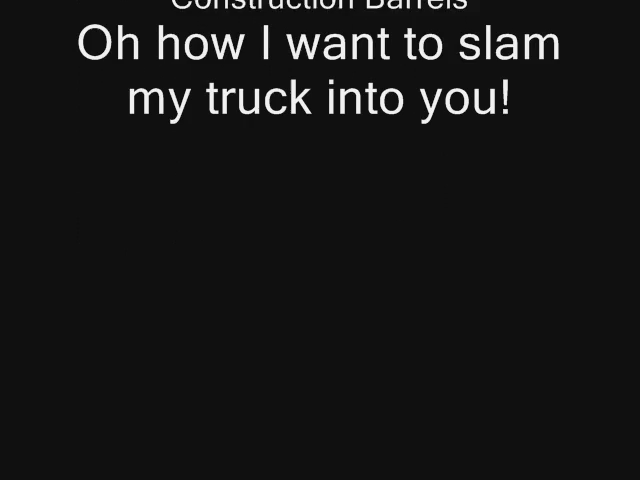 Construction Barrels
Oh how I want to slam
my truck into you!